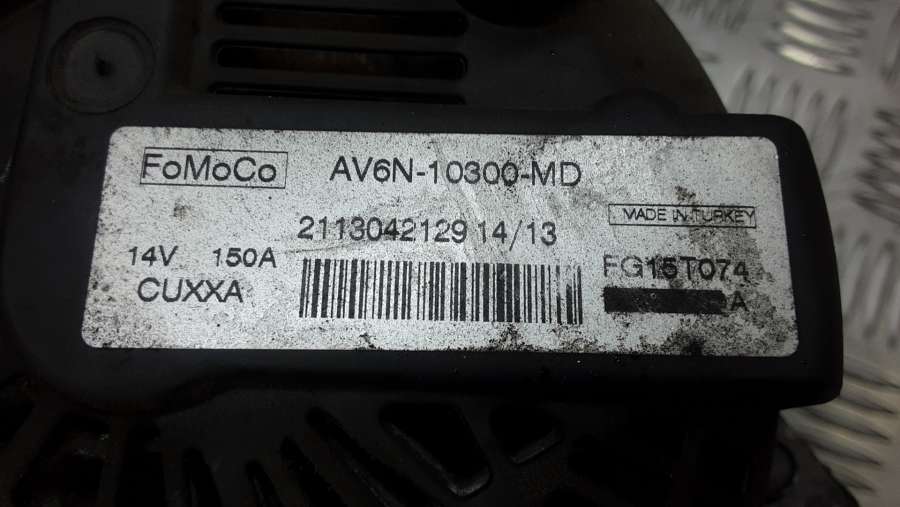 FoMoCo AV6N-10300-MD
2113042129 14/13
MADE IN TURKEY
14V 150A
FG15T074
CUXXA
A